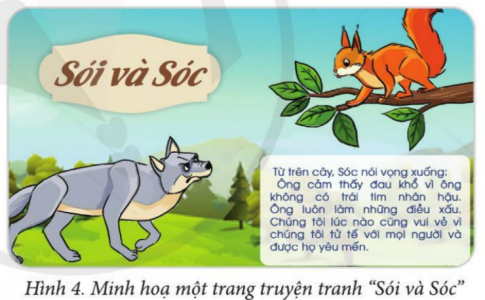 Sói và Sóc
Từ trên cây, Sóc nói vọng xuống:
Ông cảm thấy đau khổ vì ông
không có trái tim nhân hậu.
Ông luôn làm những điều xấu.
Chúng tôi lúc nào cũng vui vẻ vì
chúng tôi tử tế với mọi người và
được họ yêu mến.
Hình 4. Minh hoạ một trang truyện tranh “Sói và Sóc”